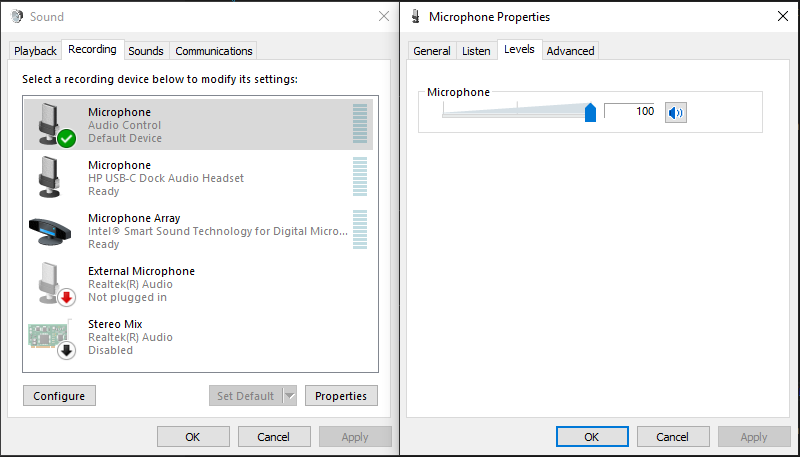 Sound
Playback Recording Sounds Communications
Select a recording device below to modify its settings:
Microphone
Audio Control
Default Device
Microphone
HP USB-C Dock Audio Headset
Ready
Microphone Array
Intel® Smart Sound Technology for Digital Micro...
Ready
External Microphone
Realtek(R) Audio
Not plugged in
Stereo Mix
Realtek(R) Audio
Disabled
Configure Set Default Properties
OK Cancel Apply
Microphone Properties
General Listen Levels Advanced
Microphone
100
OK Cancel Apply